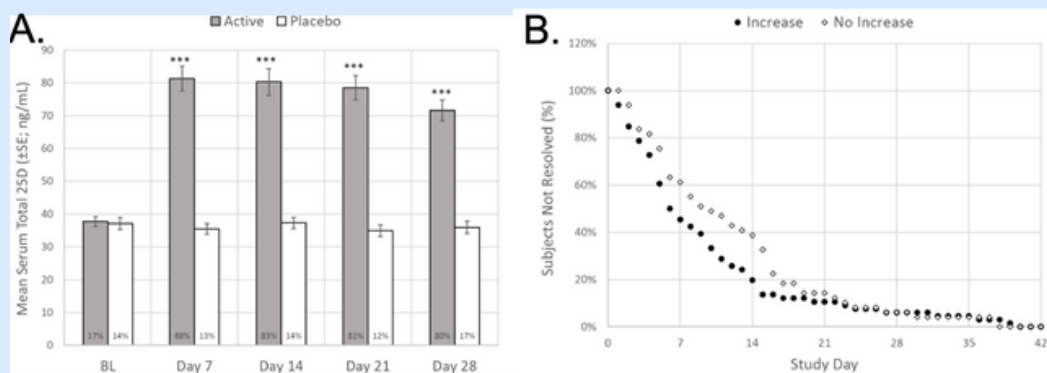 A.
Active Placebo
Mean Serum Total 25D (±SE; ng/mL)
90
80
70
60
50
40
30
20
10
0
***
***
***
***
17% 14% 88% 13% 83% 14% 81% 12% 80% 17%
BL Day 7 Day 14 Day 21 Day 28
B.
Increase No Increase
Subjects Not Resolved (%)
120%
100%
80%
60%
40%
20%
0%
0 7 14 21 28 35 42
Study Day